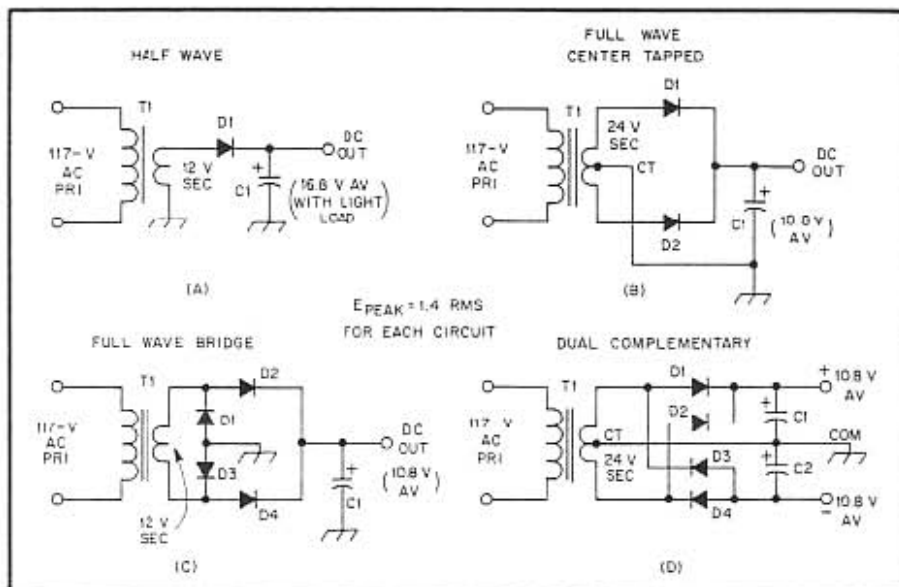 HALF WAVE
T1
D1
117-V
AC
PRI
12 V
SEC
+
C1
DC
OUT
(16.8 V AV
WITH LIGHT
LOAD)
(A)
FULL WAVE
CENTER TAPPED
T1
D1
24 V
SEC
117-V
AC
PRI
CT
D2
DC
OUT
+
C1
(10.8 V
AV)
(B)
E PEAK = 1.4 RMS
FOR EACH CIRCUIT
FULL WAVE BRIDGE
T1
D2
D1
117-V
AC
PRI
D3
D4
12 V
SEC
DC
OUT
+
C1
(10.8 V
AV)
(C)
DUAL COMPLEMENTARY
T1
D1
D2
117-V
AC
PRI
CT
24 V
SEC
D3
D4
+
C1
+
C2
+ 10.8 V
AV
COM
- 10.8 V
AV
(D)